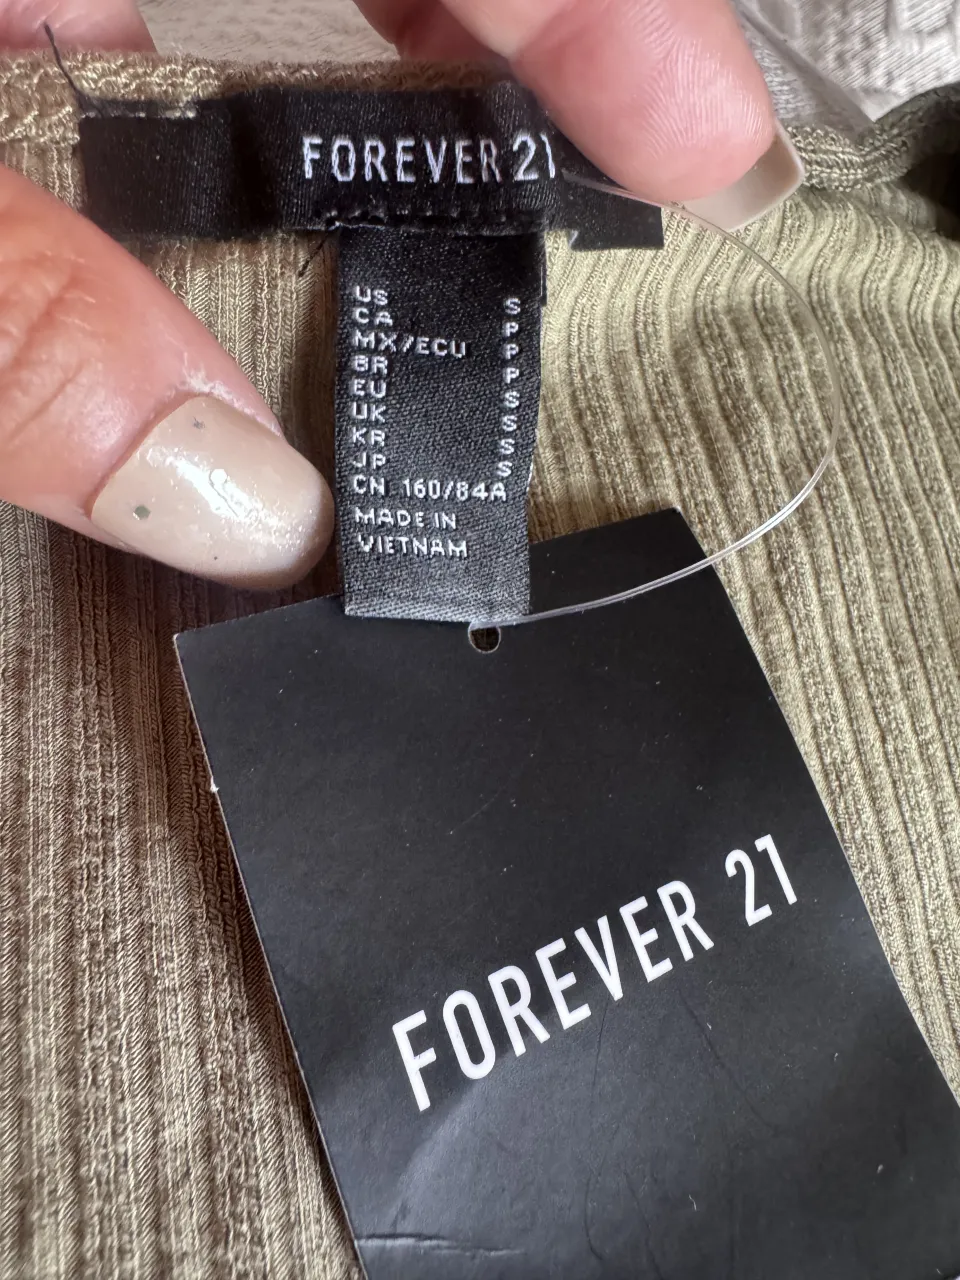 FOREVER 21
US S
CA P
MX/ECU P
BR P
EU S
UK S
KR S
JP S
CN 160/84A
MADE IN
VIETNAM
FOREVER 21